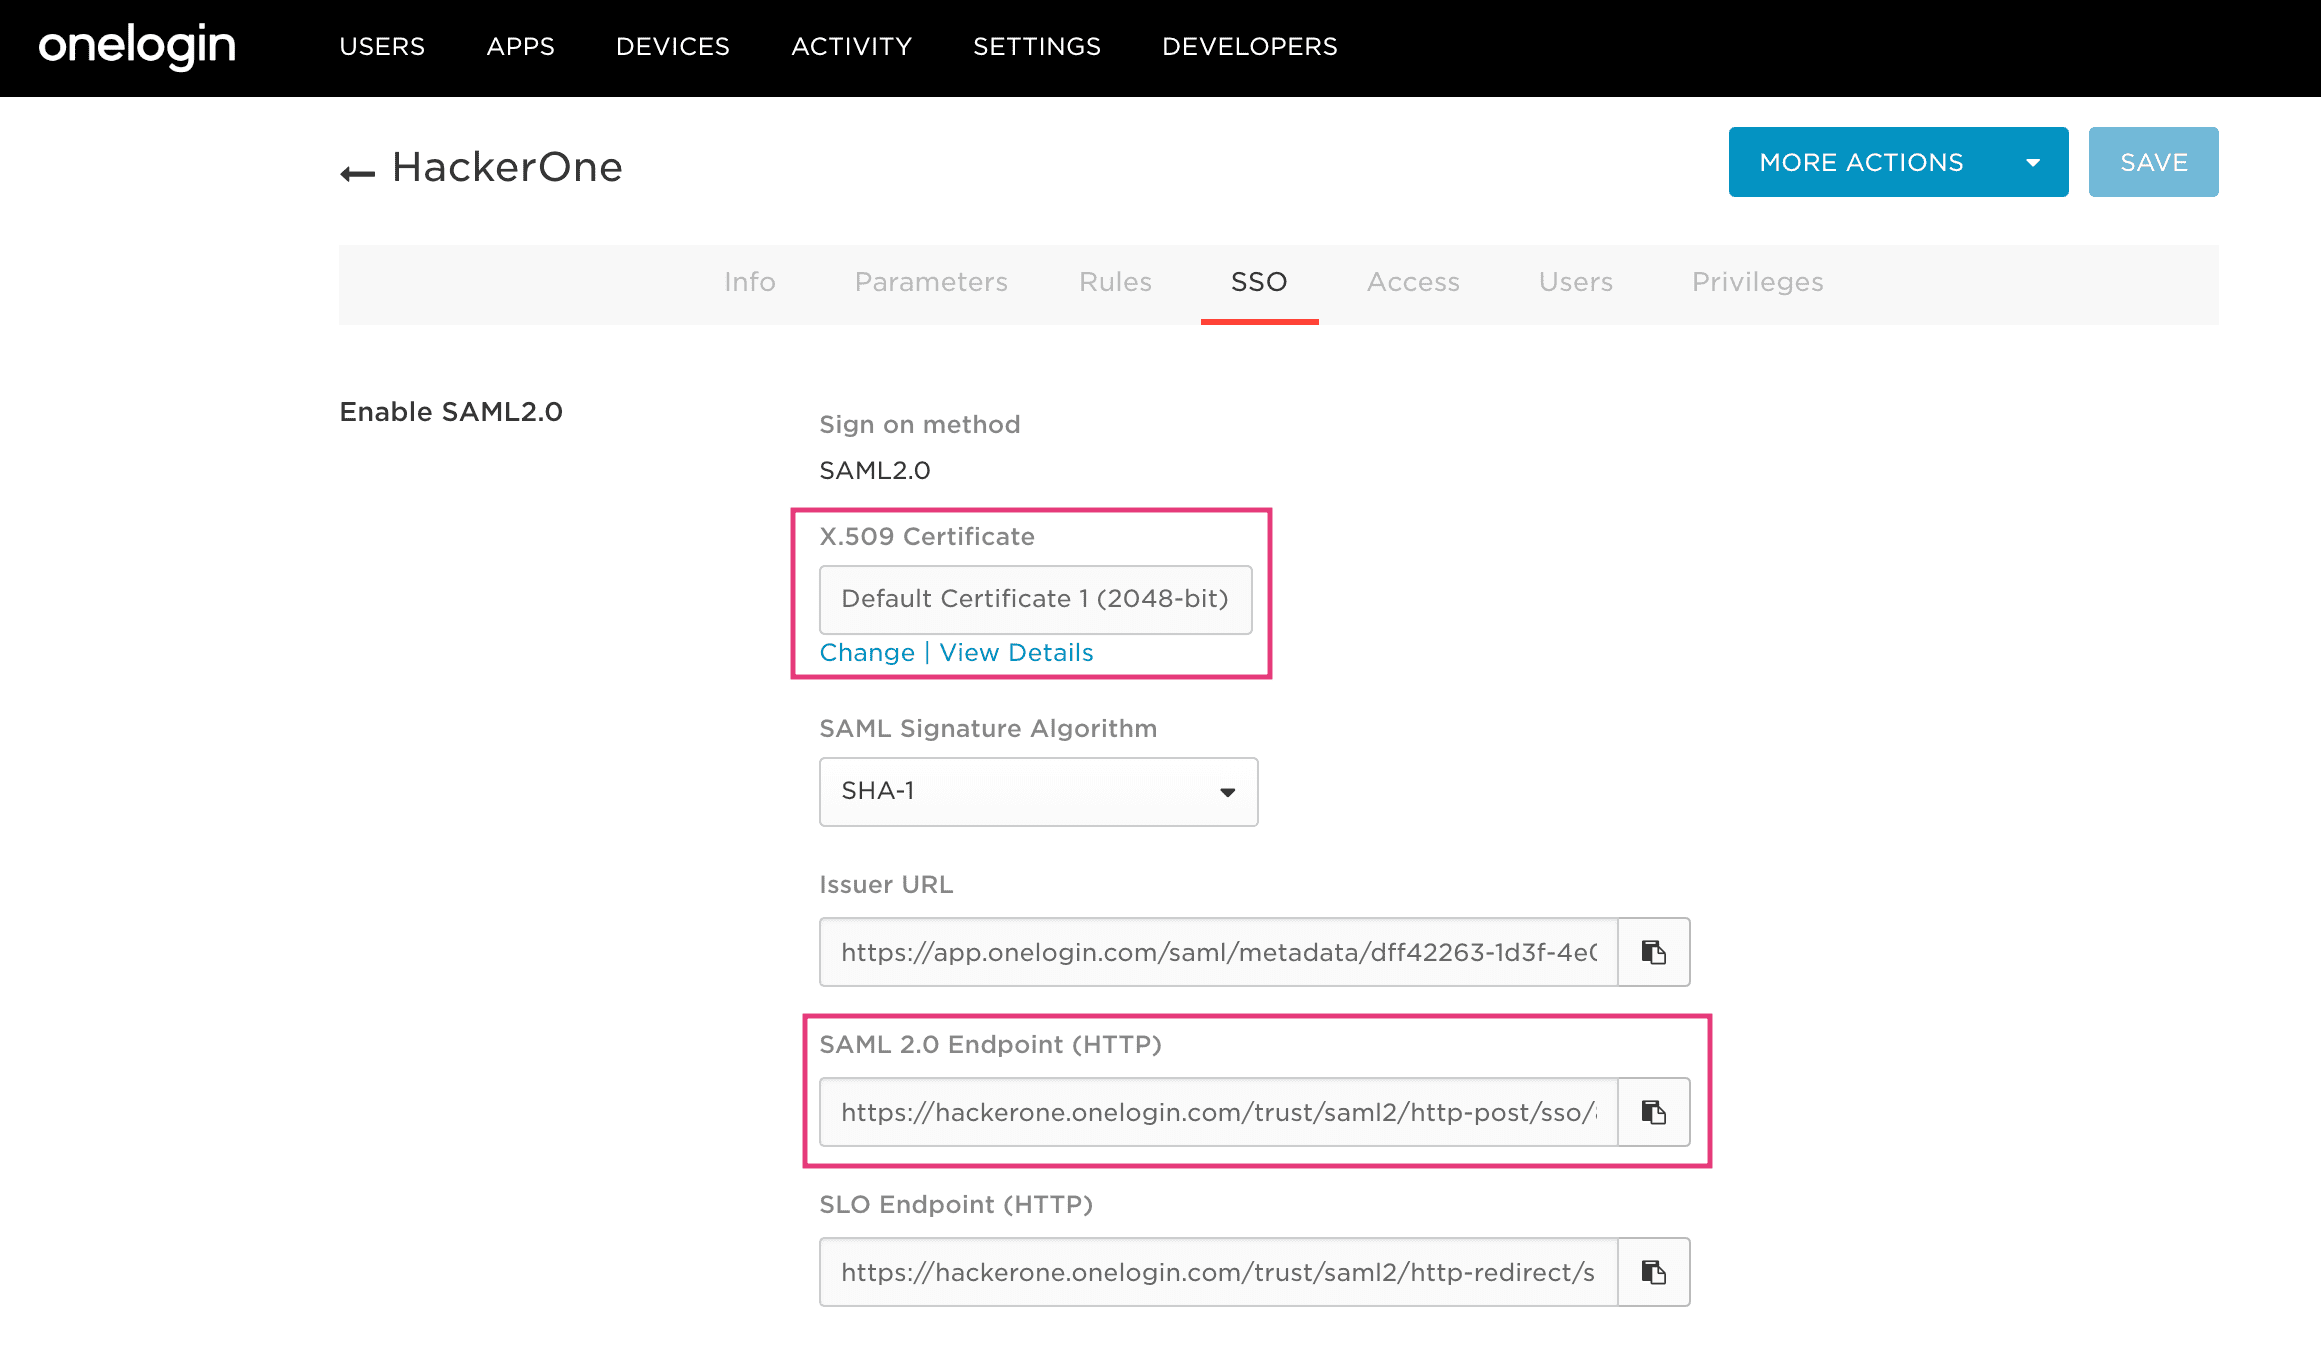 onelogin USERS APPS DEVICES ACTIVITY SETTINGS DEVELOPERS
HackerOne MORE ACTIONS SAVE
Info Parameters Rules SSO Access Users Privileges
Enable SAML2.0
Sign on method
SAML2.0
X.509 Certificate
Default Certificate 1 (2048-bit)
Change | View Details
SAML Signature Algorithm
SHA-1
Issuer URL
https://app.onelogin.com/saml/metadata/dff42263-1d3f-4e
SAML 2.0 Endpoint (HTTP)
https://hackerone.onelogin.com/trust/saml2/http-post/sso/
SLO Endpoint (HTTP)
https://hackerone.onelogin.com/trust/saml2/http-redirect/s